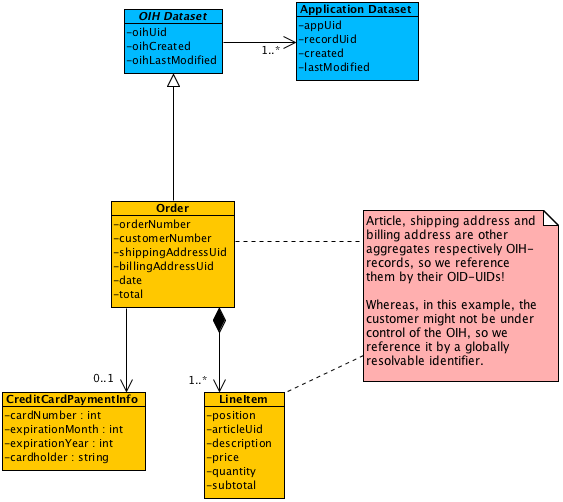 OIH Dataset
-oihUid
-oihCreated
-oihLastModified
1..*
Application Dataset
-appUid
-recordUid
-created
-lastModified
Order
-orderNumber
-customerNumber
-shippingAddressUid
-billingAddressUid
-date
-total
Article, shipping address and
billing address are other
aggregates respectively OIH-
records, so we reference
them by their OID-UIDs!
Whereas, in this example, the
customer might not be under
control of the OIH, so we
reference it by a globally
resolvable identifier.
0..1
1..*
CreditCardPaymentInfo
-cardNumber : int
-expirationMonth : int
-expirationYear : int
-cardholder : string
LineItem
-position
-articleUid
-description
-price
-quantity
-subtotal